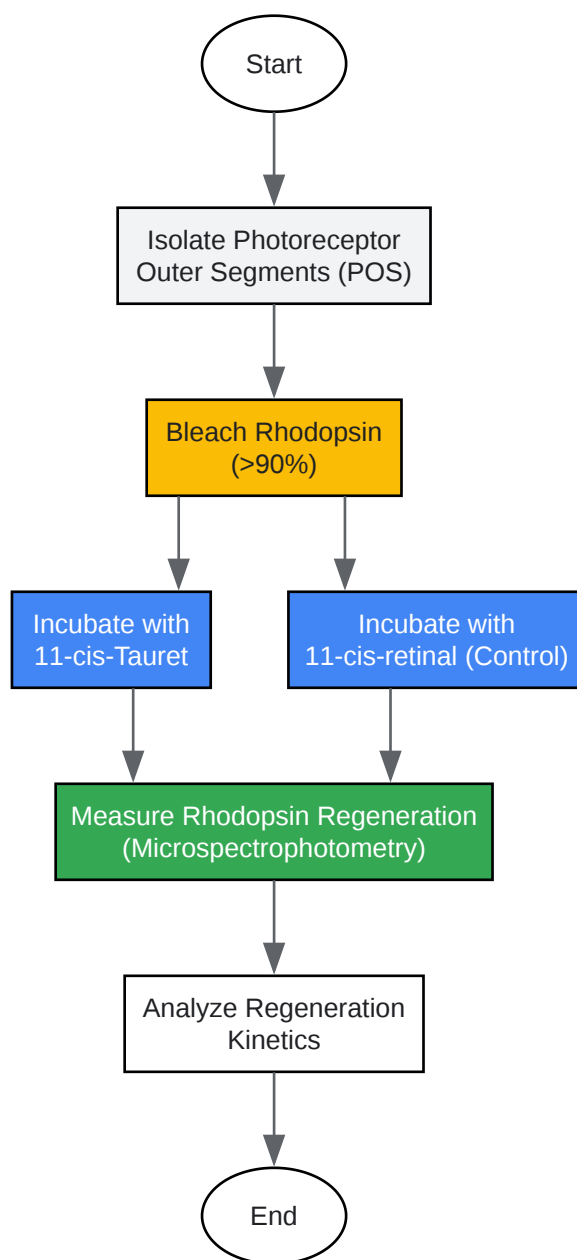 Start
Isolate Photoreceptor
Outer Segments (POS)
Bleach Rhodopsin
(>90%)
Incubate with
11-cis-Tauret
Incubate with
11-cis-retinal (Control)
Measure Rhodopsin Regeneration
(Microspectrophotometry)
Analyze Regeneration
Kinetics
End